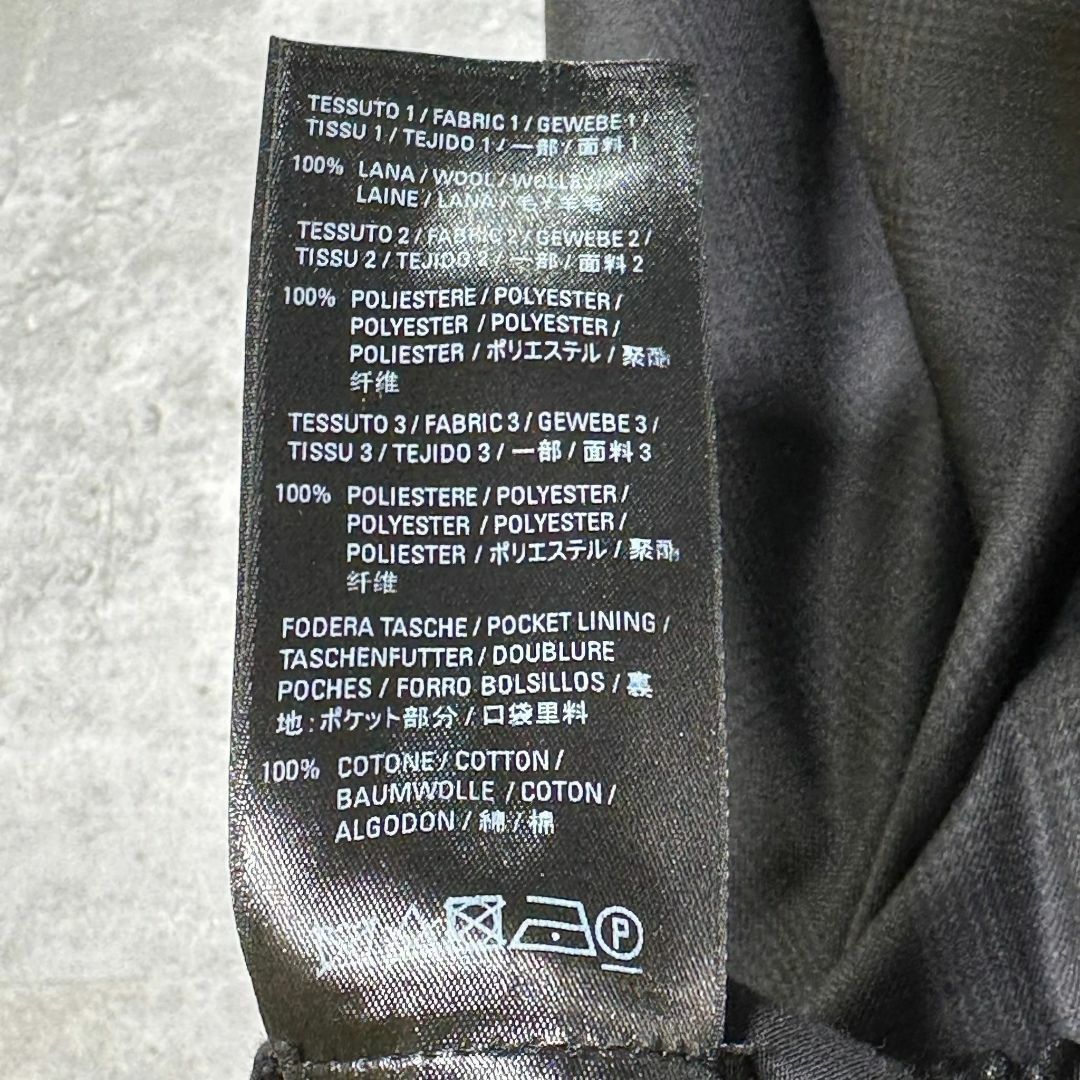 TESSUTO 1 / FABRIC 1 / GEWEBE 1 /
TISSU 1 / TEJIDO 1 / 一部 / 面料 1
100% LANA / WOOL / WOLLE /
LAINE / LANA / 毛 / 羊毛
TESSUTO 2 / FABRIC 2 / GEWEBE 2 /
TISSU 2 / TEJIDO 2 / 一部 / 面料 2
100% POLIESTERE / POLYESTER /
POLYESTER / POLYESTER /
POLIESTER / ポリエステル / 聚酯
纤维
TESSUTO 3 / FABRIC 3 / GEWEBE 3 /
TISSU 3 / TEJIDO 3 / 一部 / 面料 3
100% POLIESTERE / POLYESTER /
POLYESTER / POLYESTER /
POLIESTER / ポリエステル / 聚酯
纤维
FODERA TASCHE / POCKET LINING /
TASCHENFUTTER / DOUBLURE
POCHES / FORRO BOLSILLOS / 裏
地 : ポケット部分 / 口袋里料
100% COTONE / COTTON /
BAUMWOLLE / COTON /
ALGODON / 綿 / 棉
P